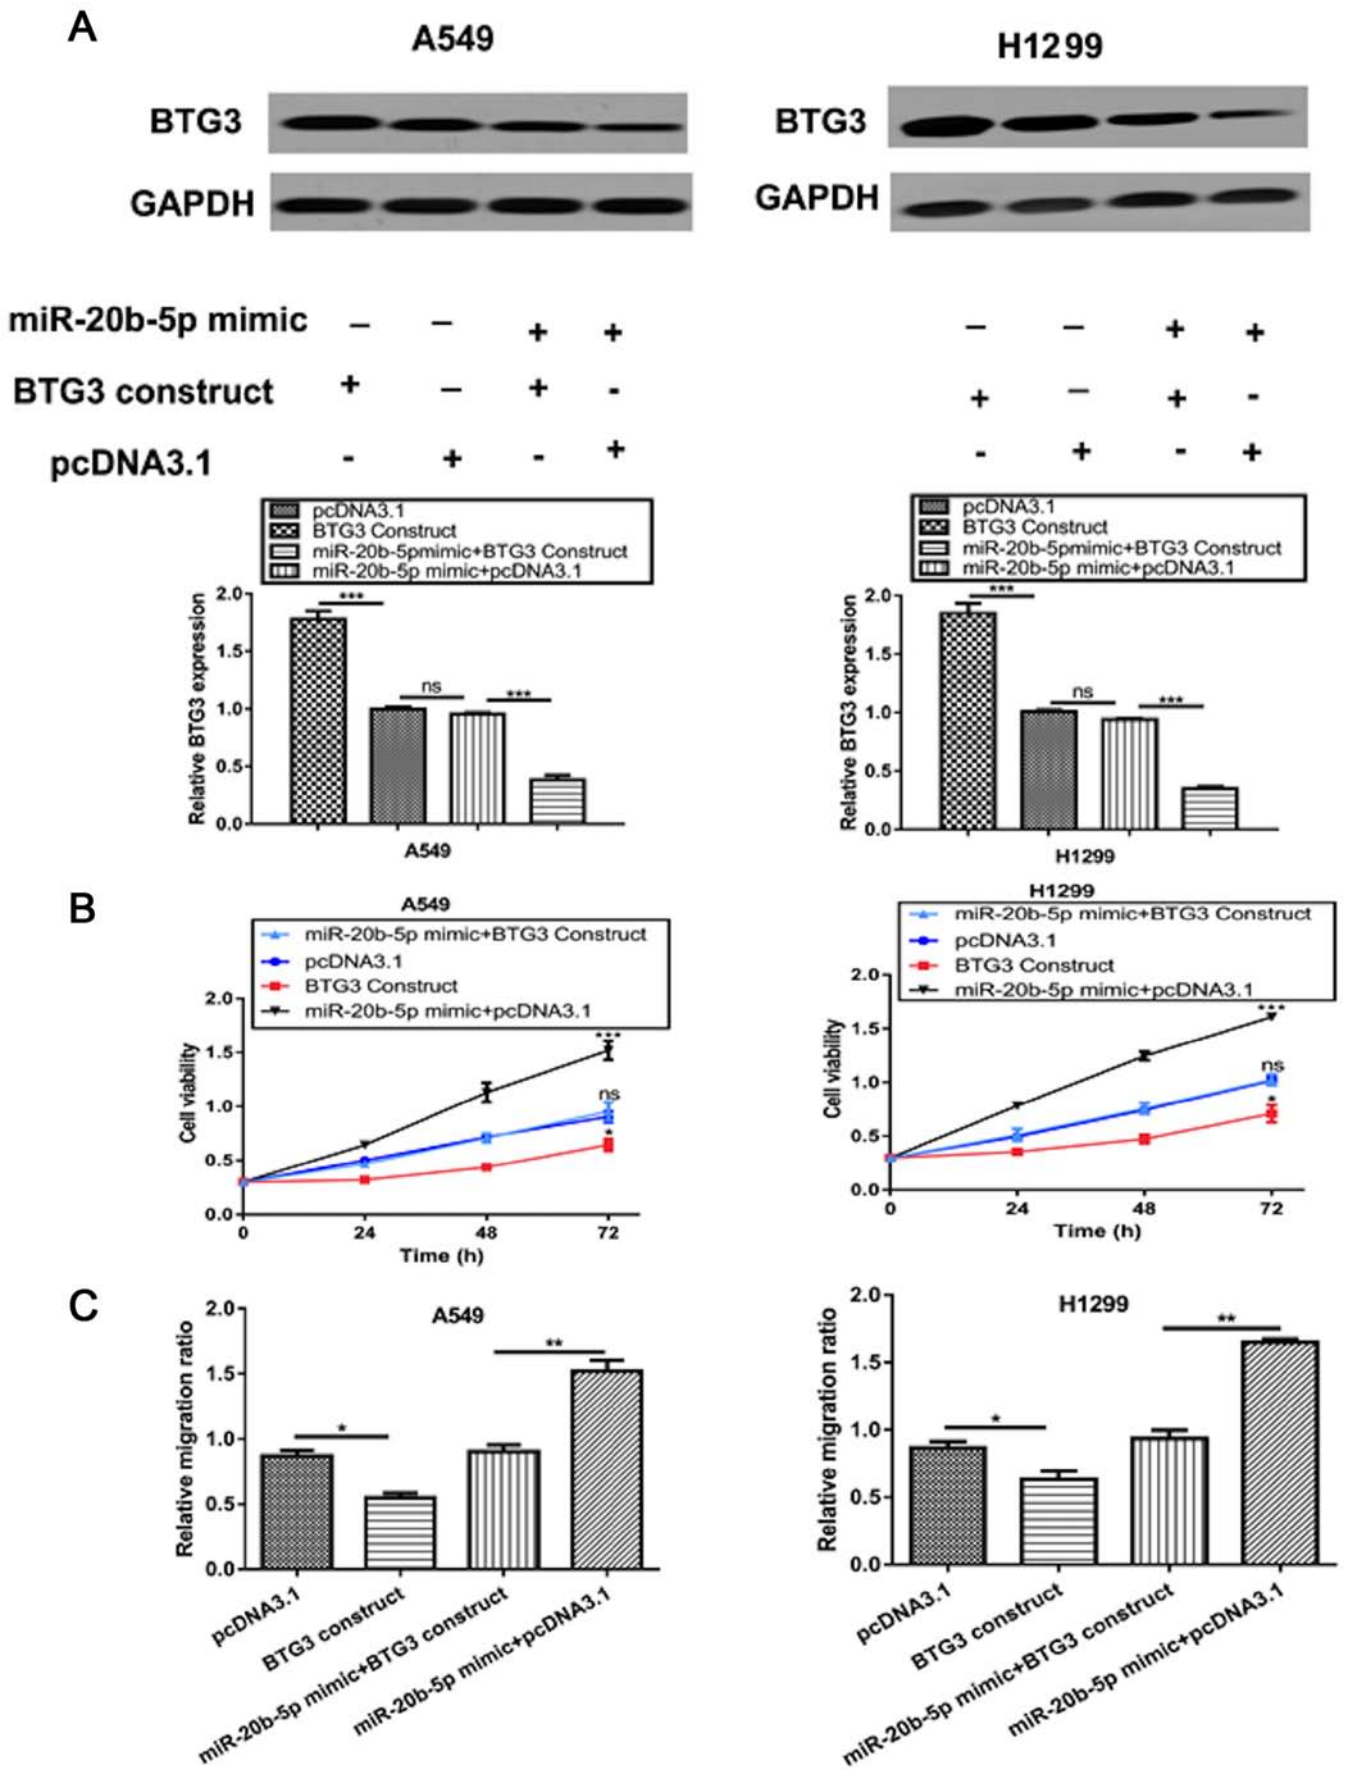 A
A549
H1299
BTG3
BTG3
GAPDH
GAPDH
miR-20b-5p mimic – – + + – – + +
BTG3 construct + – + - + – + -
pcDNA3.1 - + - + - + - +
pcDNA3.1
BTG3 Construct
miR-20b-5pmimic+BTG3 Construct
miR-20b-5p mimic+pcDNA3.1
Relative BTG3 expression
2.0
1.5
1.0
0.5
0.0
***
ns
***
A549
pcDNA3.1
BTG3 Construct
miR-20b-5pmimic+BTG3 Construct
miR-20b-5p mimic+pcDNA3.1
Relative BTG3 expression
2.0
1.5
1.0
0.5
0.0
***
ns
***
H1299
B
A549
miR-20b-5p mimic+BTG3 Construct
pcDNA3.1
BTG3 Construct
miR-20b-5p mimic+pcDNA3.1
Cell viability
2.0
1.5
1.0
0.5
0.0
***
ns
*
0 24 48 72
Time (h)
H1299
miR-20b-5p mimic+BTG3 Construct
pcDNA3.1
BTG3 Construct
miR-20b-5p mimic+pcDNA3.1
Cell viability
2.0
1.5
1.0
0.5
0.0
***
ns
*
0 24 48 72
Time (h)
C
A549
Relative migration ratio
2.0
1.5
1.0
0.5
0.0
*
**
pcDNA3.1
BTG3 construct
miR-20b-5p mimic+BTG3 construct
miR-20b-5p mimic+pcDNA3.1
H1299
Relative migration ratio
2.0
1.5
1.0
0.5
0.0
*
**
pcDNA3.1
BTG3 construct
miR-20b-5p mimic+BTG3 construct
miR-20b-5p mimic+pcDNA3.1